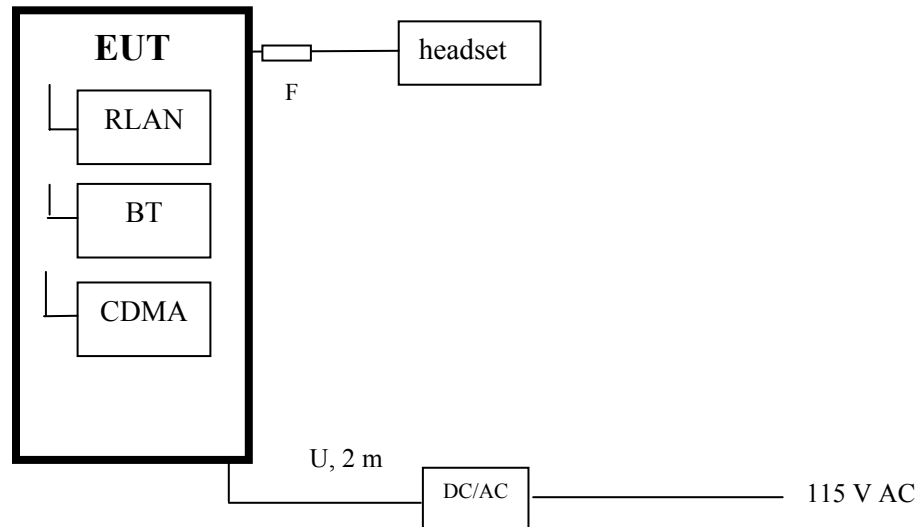 EUT
headset
F
RLAN
BT
CDMA
U, 2 m
DC/AC
115 V AC